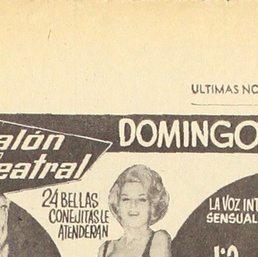 ULTIMAS NO
alón
eatral
DOMINGO
24 BELLAS
CONEJITAS LE
ATENDERAN
LA VOZ INT
SENSUAL